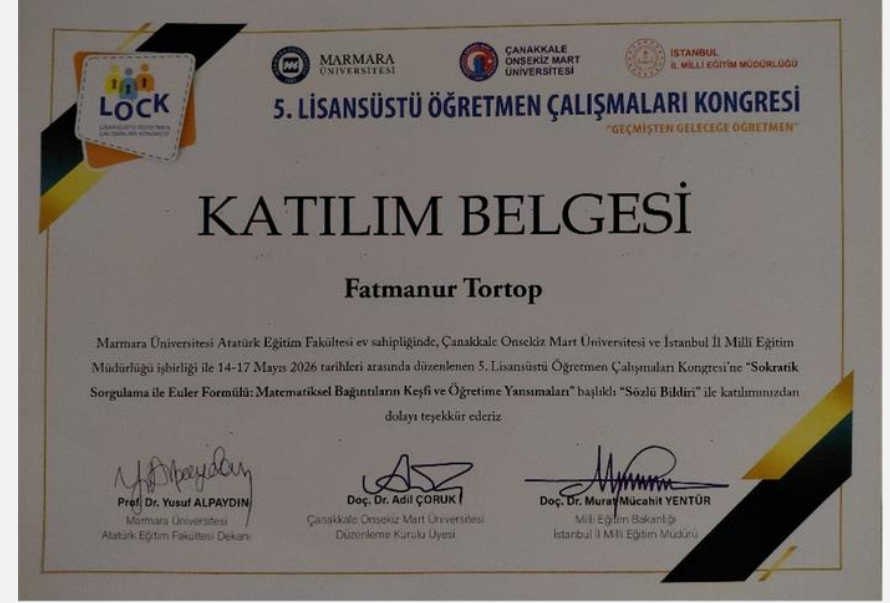 MARMARA
ÜNİVERSİTESİ
ÇANAKKALE
ONSEKİZ MART
ÜNİVERSİTESİ
İSTANBUL
İL MİLLİ EĞİTİM MÜDÜRLÜĞÜ
LOCK
LİSANSÜSTÜ ÖĞRETMEN
ÇALIŞMALARI KONGRESİ
5. LİSANSÜSTÜ ÖĞRETMEN ÇALIŞMALARI KONGRESİ
"GEÇMİŞTEN GELECEĞE ÖĞRETMEN"
KATILIM BELGESİ
Fatmanur Tortop
Marmara Üniversitesi Atatürk Eğitim Fakültesi ev sahipliğinde, Çanakkale Onsekiz Mart Üniversitesi ve İstanbul İl Milli Eğitim
Müdürlüğü işbirliği ile 14-17 Mayıs 2026 tarihleri arasında düzenlenen 5. Lisansüstü Öğretmen Çalışmaları Kongresi'ne "Sokratik
Sorgulama ile Euler Formülü: Matematiksel Bağıntıların Keşfi ve Öğretime Yansımaları" başlıklı "Sözlü Bildiri" ile katılımınızdan
dolayı teşekkür ederiz
Prof. Dr. Yusuf ALPAYDIN
Marmara Üniversitesi
Atatürk Eğitim Fakültesi Dekanı
Doç. Dr. Adil ÇORUK
Çanakkale Onsekiz Mart Üniversitesi
Düzenleme Kurulu Üyesi
Doç. Dr. Murat Mücahit YENTÜR
Milli Eğitim Bakanlığı
İstanbul İl Milli Eğitim Müdürü